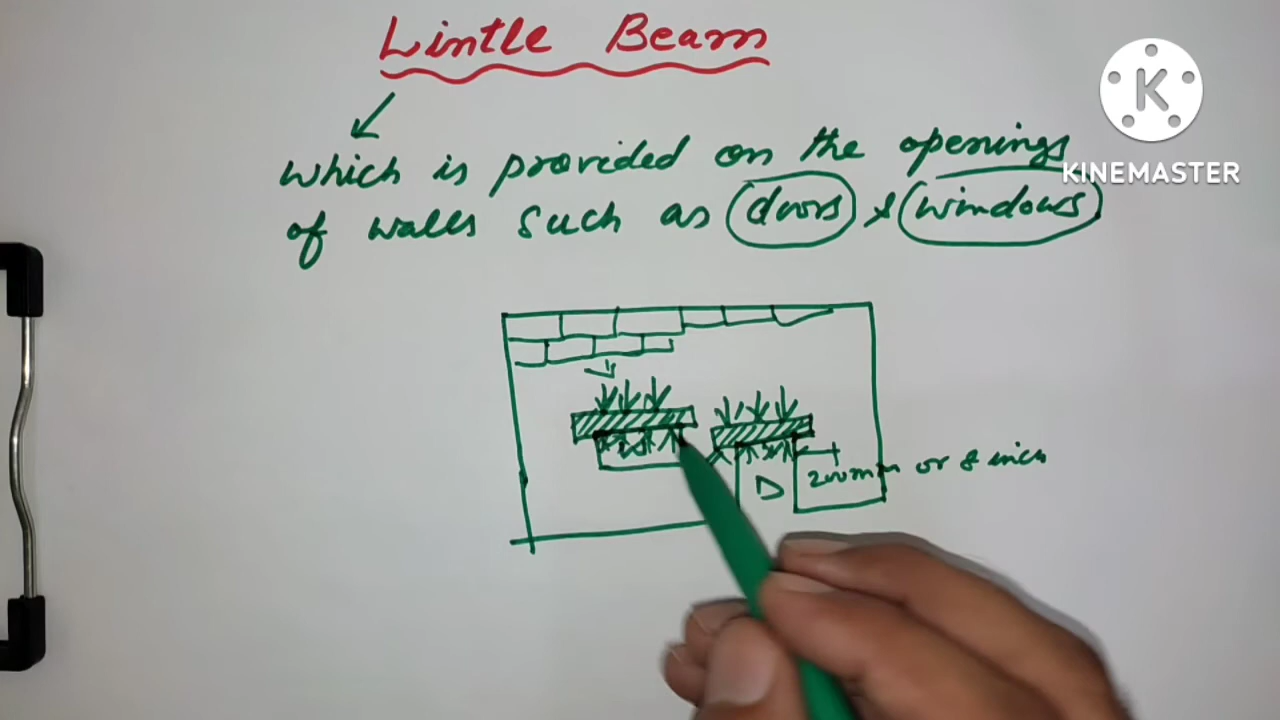 Lintle Beam
which is provided on the openings
of walls such as doors & windows
K
KINEMASTER
D
200mm or 8 inch